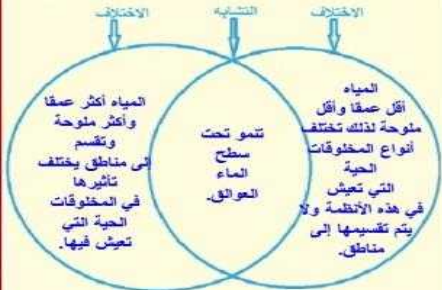 الاختلاف
التشابه
الاختلاف
المياه
أقل عمقا وأقل
ملوحة لذلك تختلف
أنواع المخلوقات
الحية
التي تعيش
في هذه الأنظمة ولا
يتم تقسيمها إلى
مناطق.
تنمو تحت
سطح
الماء
العوالق.
المياه أكثر عمقا
وأكثر ملوحة
وتقسم
إلى مناطق يختلف
تأثيرها
في المخلوقات
الحية التي
تعيش فيها.